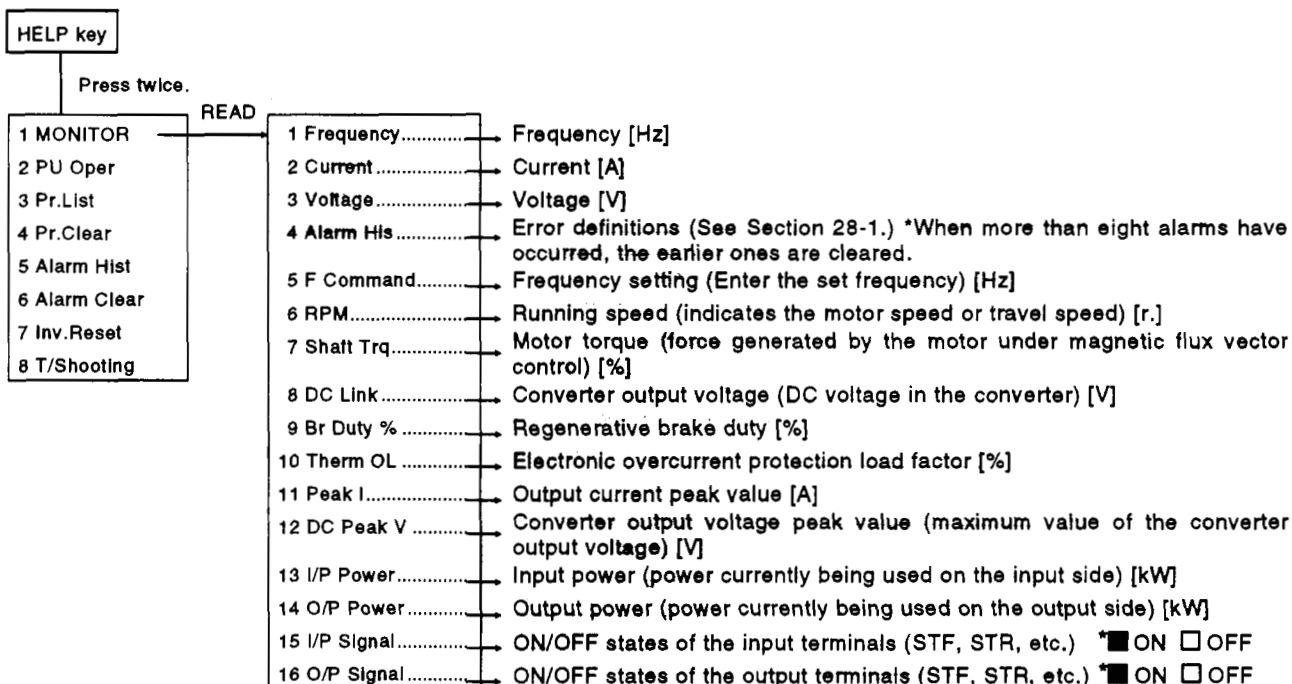 HELP key
Press twice.
READ
1 MONITOR
2 PU Oper
3 Pr.List
4 Pr.Clear
5 Alarm Hist
6 Alarm Clear
7 Inv.Reset
8 T/Shooting
1 Frequency............ Frequency [Hz]
2 Current................ Current [A]
3 Voltage................ Voltage [V]
4 Alarm His............ Error definitions (See Section 28-1.) *When more than eight alarms have
occurred, the earlier ones are cleared.
5 F Command......... Frequency setting (Enter the set frequency) [Hz]
6 RPM.................... Running speed (indicates the motor speed or travel speed) [r.]
7 Shaft Trq.............. Motor torque (force generated by the motor under magnetic flux vector
control) [%]
8 DC Link................ Converter output voltage (DC voltage in the converter) [V]
9 Br Duty % ............ Regenerative brake duty [%]
10 Therm OL ............ Electronic overcurrent protection load factor [%]
11 Peak I.................. Output current peak value [A]
12 DC Peak V .......... Converter output voltage peak value (maximum value of the converter
output voltage) [V]
13 I/P Power............. Input power (power currently being used on the input side) [kW]
14 O/P Power........... Output power (power currently being used on the output side) [kW]
15 I/P Signal............. ON/OFF states of the input terminals (STF, STR, etc.) *■ ON □ OFF
16 O/P Signal........... ON/OFF states of the output terminals (STF, STR, etc.) *■ ON □ OFF